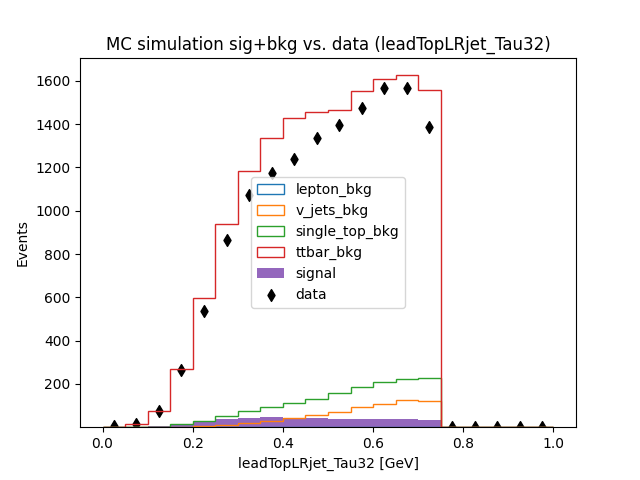 MC simulation sig+bkg vs. data (leadTopLRjet_Tau32)
1600
1400
1200
1000
800
600
400
200
Events
lepton_bkg
v_jets_bkg
single_top_bkg
ttbar_bkg
signal
data
0.0 0.2 0.4 0.6 0.8 1.0
leadTopLRjet_Tau32 [GeV]